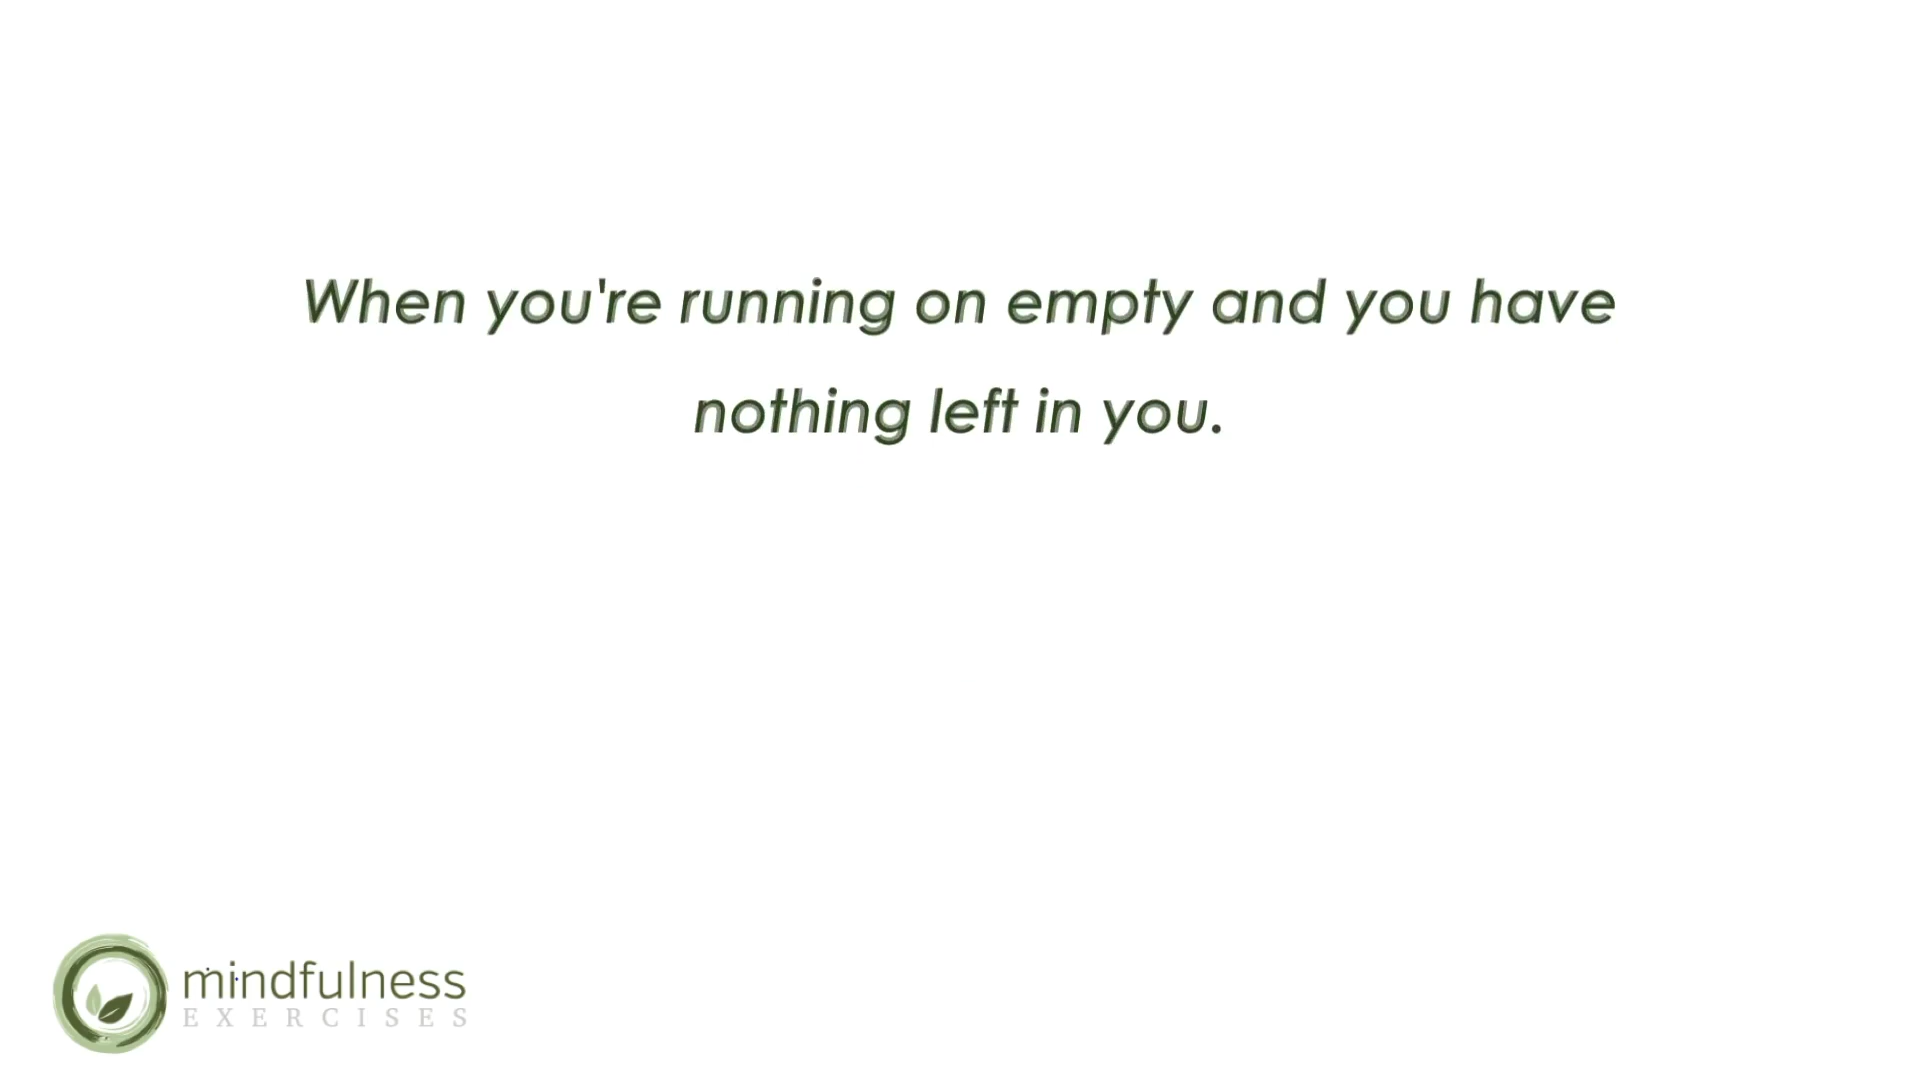 When you're running on empty and you have
nothing left in you.
mindfulness
EXERCISES